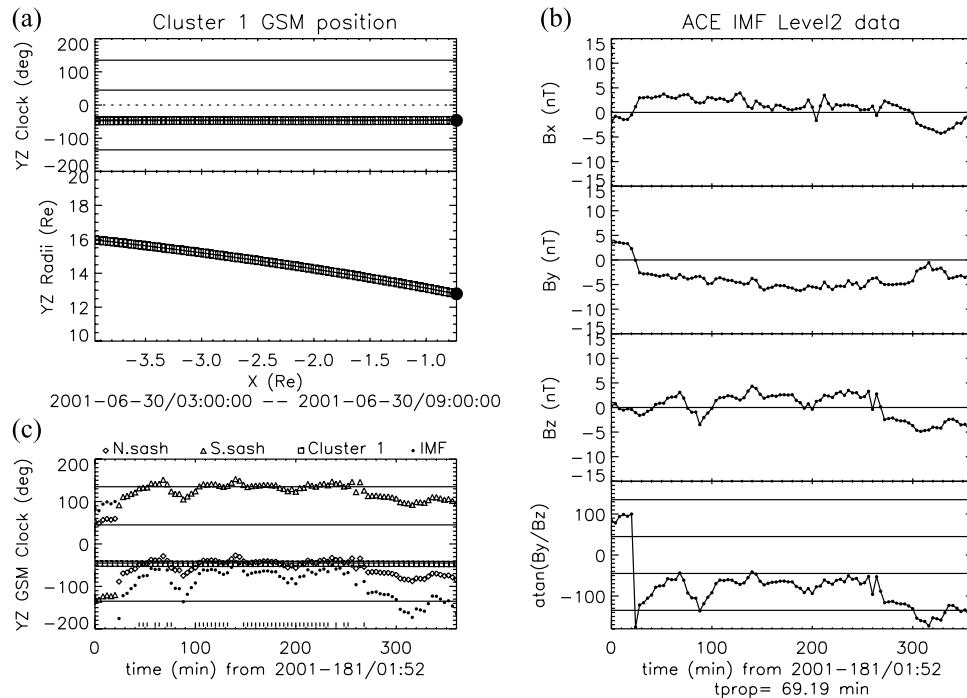 (a)
Cluster 1 GSM position
200
100
0
-100
-200
YZ Clock (deg)
20
18
16
14
12
10
YZ Radii (Re)
-3.5 -3.0 -2.5 -2.0 -1.5 -1.0
X (Re)
2001-06-30/03:00:00 -- 2001-06-30/09:00:00
(c)
N.sash S.sash Cluster 1 IMF
200
100
0
-100
-200
YZ GSM Clock (deg)
0 100 200 300
time (min) from 2001-181/01:52
(b)
ACE IMF Level2 data
15
10
5
0
-5
-10
-15
Bx (nT)
15
10
5
0
-5
-10
-15
By (nT)
15
10
5
0
-5
-10
-15
Bz (nT)
100
0
-100
atan(By/Bz)
0 100 200 300
time (min) from 2001-181/01:52
tprop= 69.19 min